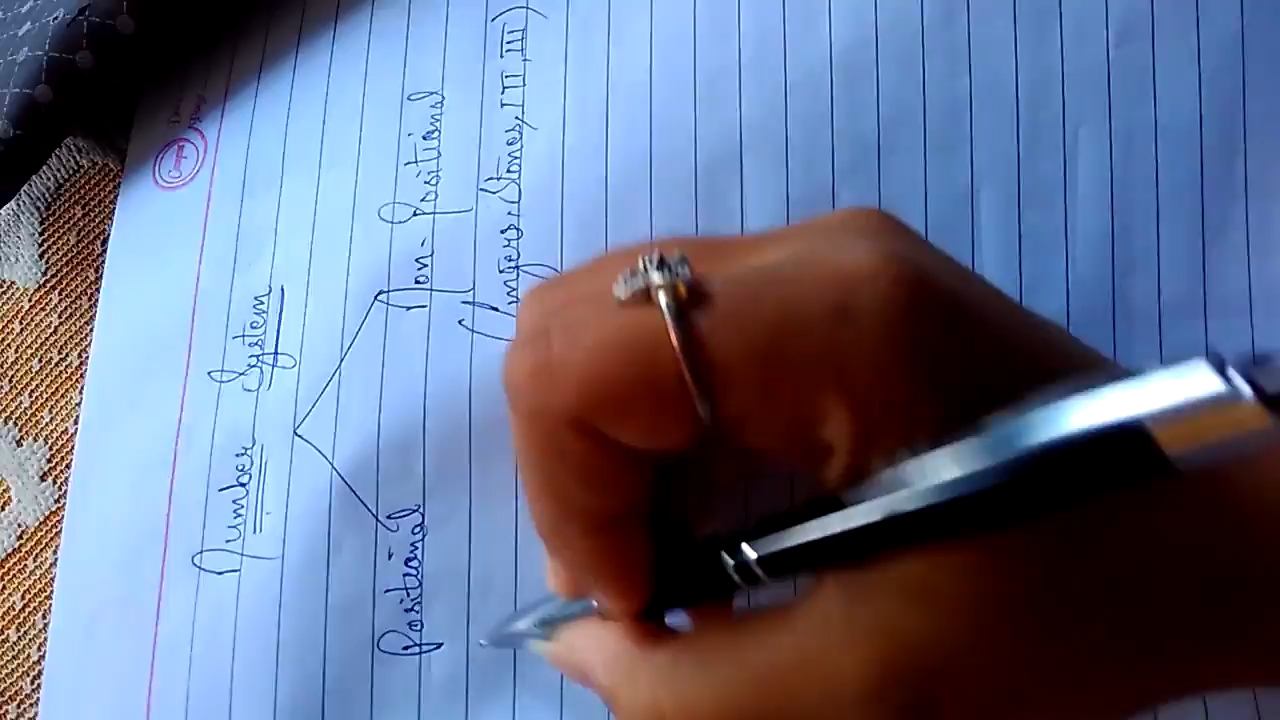 Number System
Positional Non-Positional
(Fingers, Stones, I II, III)